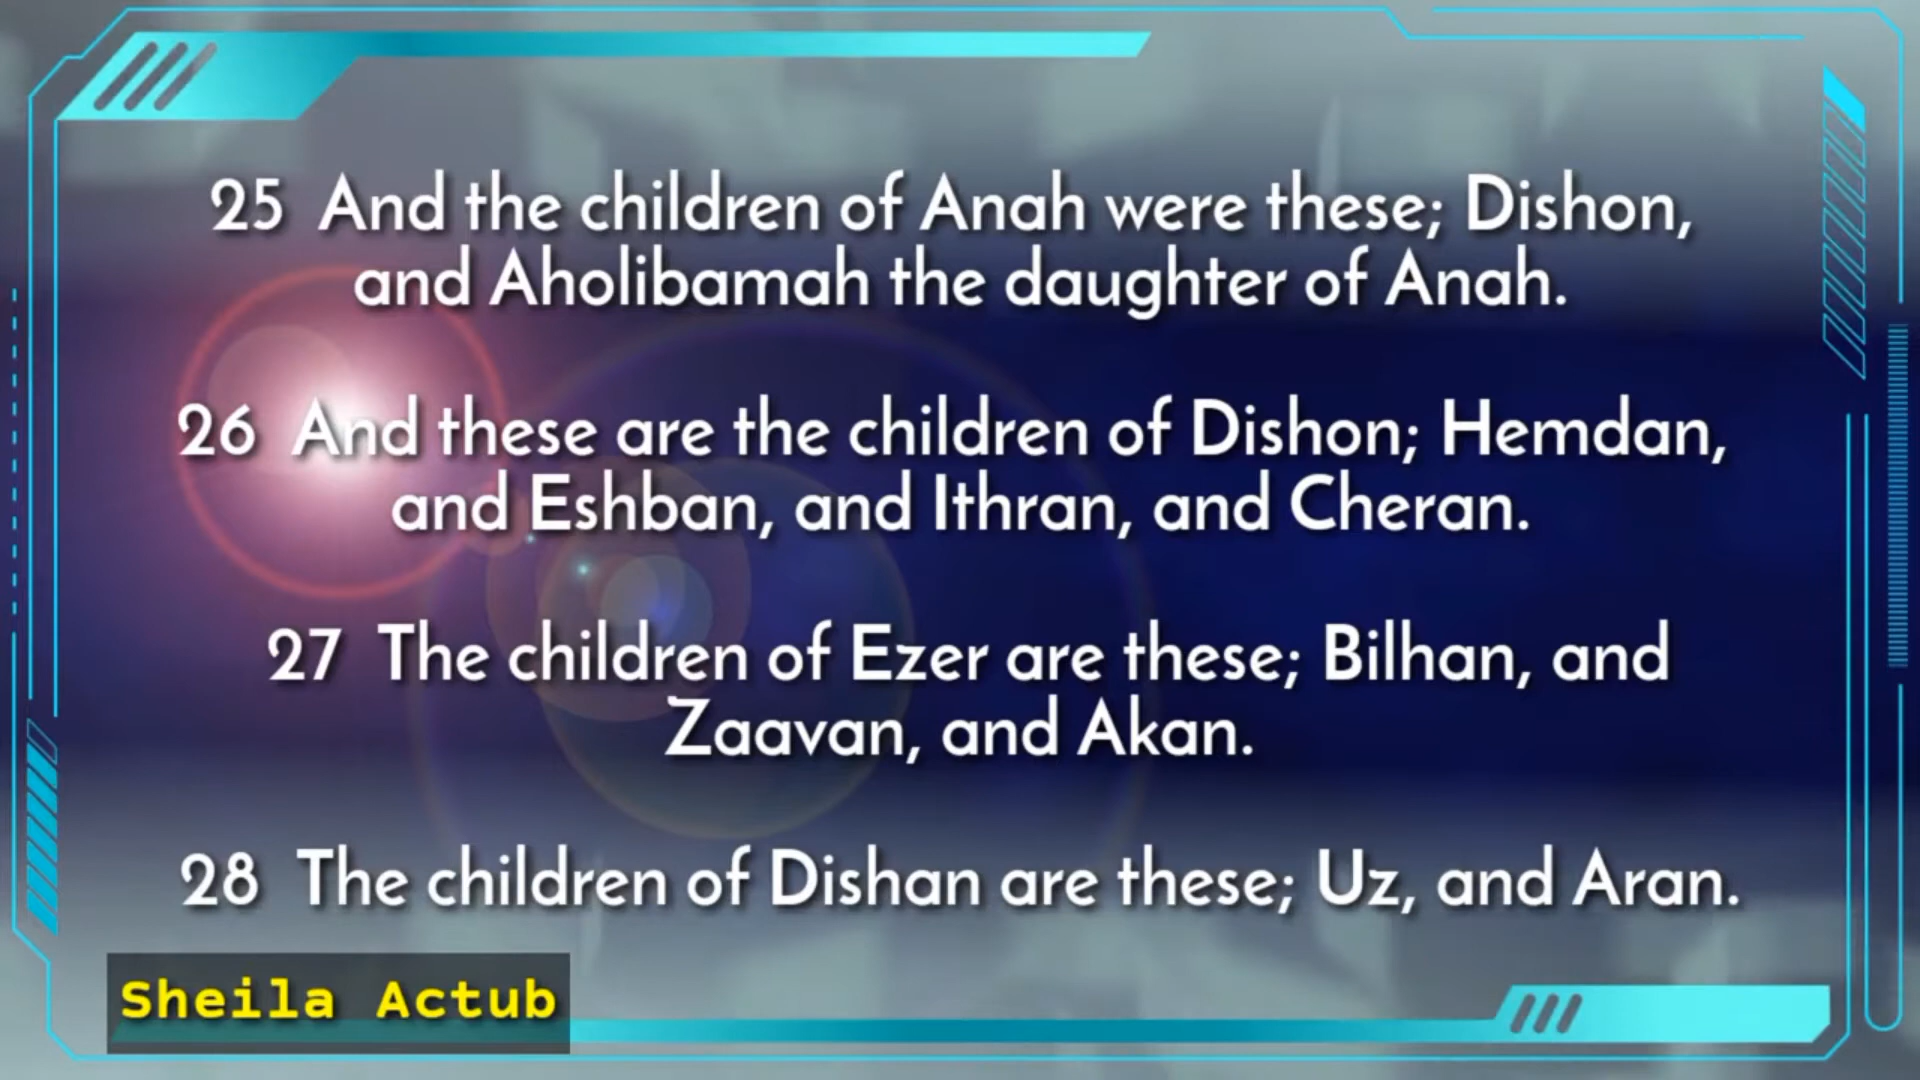 25 And the children of Anah were these; Dishon,
and Aholibamah the daughter of Anah.
26 And these are the children of Dishon; Hemdan,
and Eshban, and Ithran, and Cheran.
27 The children of Ezer are these; Bilhan, and
Zaavan, and Akan.
28 The children of Dishan are these; Uz, and Aran.
Sheila Actub